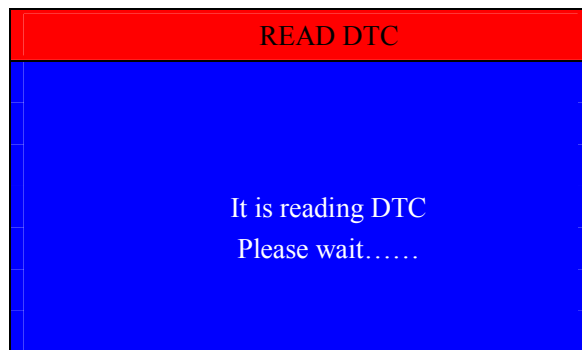 READ DTC
It is reading DTC
Please wait……